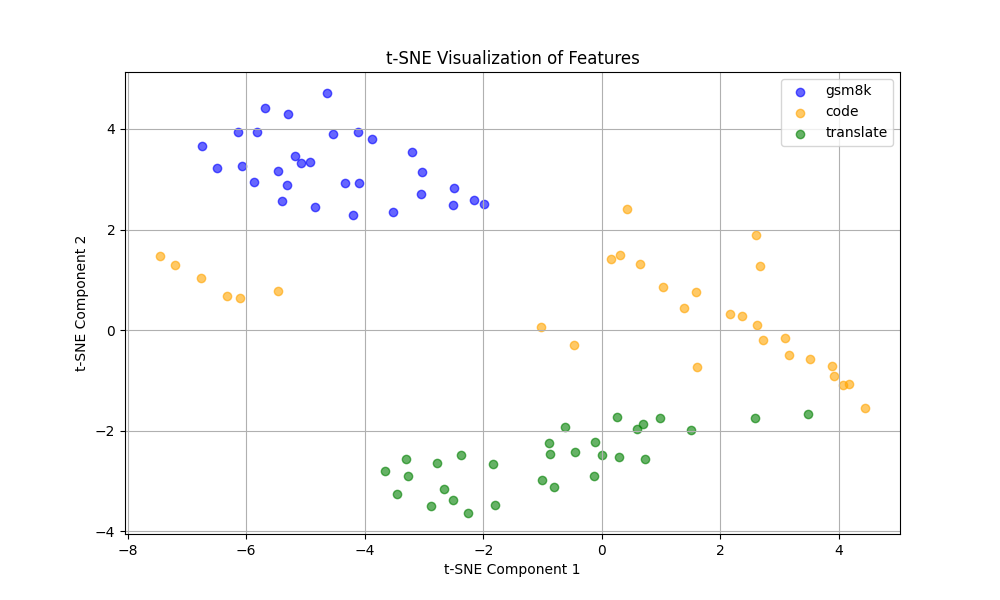 t-SNE Visualization of Features
gsm8k
code
translate
4
2
0
−2
−4
t-SNE Component 2
−8
−6
−4
−2
0
2
4
t-SNE Component 1